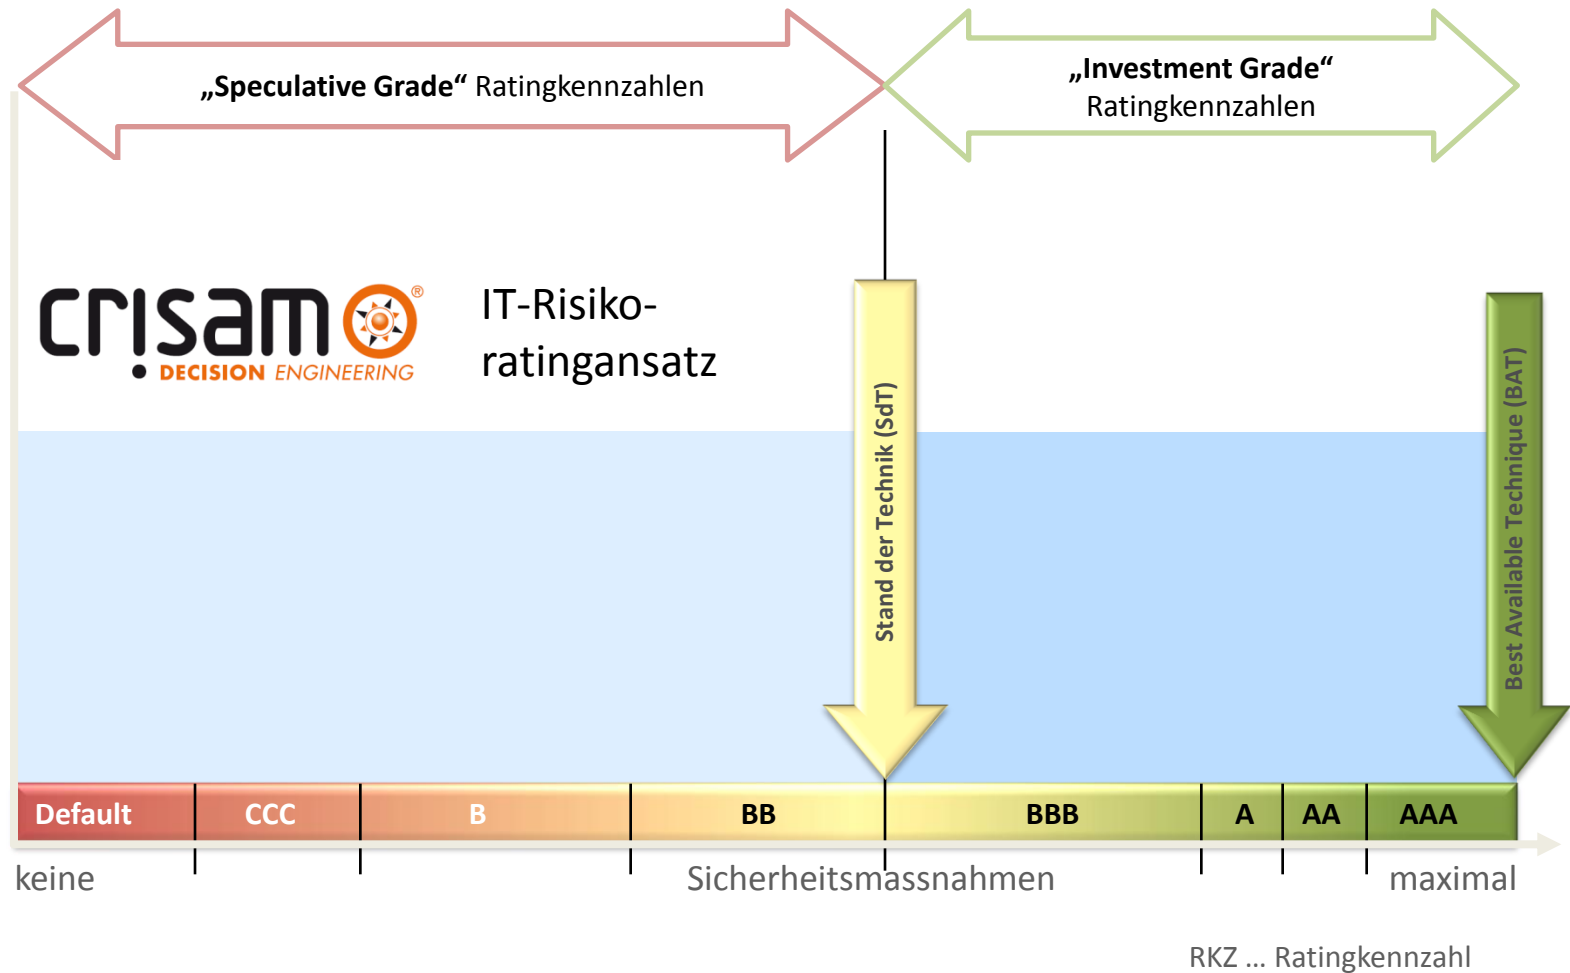 „Speculative Grade“ Ratingkennzahlen
„Investment Grade“
Ratingkennzahlen
crisam®
DECISION ENGINEERING
IT-Risiko-
ratingansatz
Stand der Technik (SdT)
Best Available Technique (BAT)
Default CCC B BB BBB A AA AAA
keine Sicherheitsmassnahmen maximal
RKZ ... Ratingkennzahl